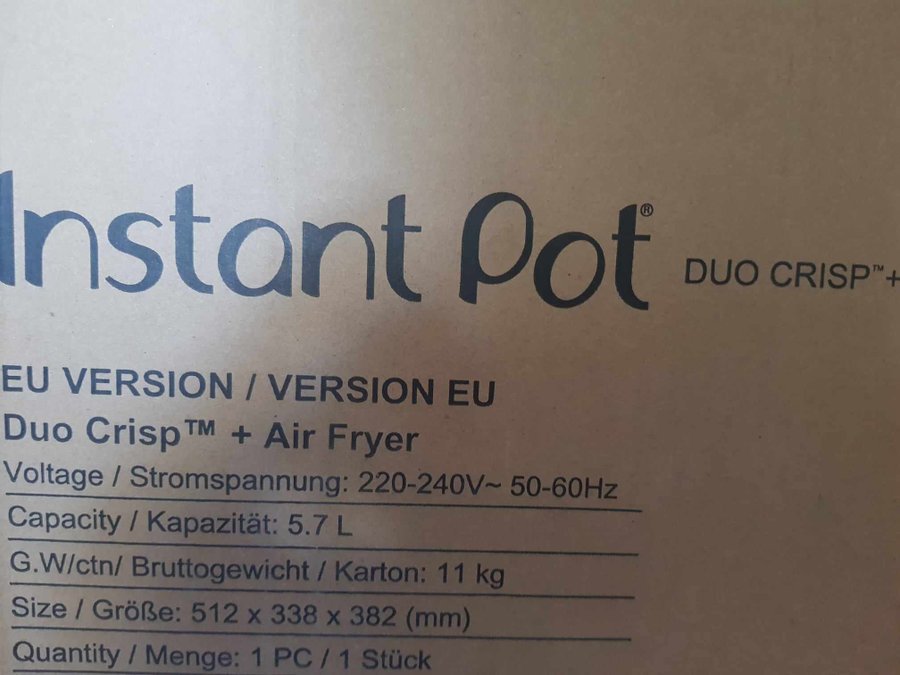 Instant Pot® DUO CRISP™+
EU VERSION / VERSION EU
Duo Crisp™ + Air Fryer
Voltage / Stromspannung: 220-240V~ 50-60Hz
Capacity / Kapazität: 5.7 L
G.W/ctn/ Bruttogewicht / Karton: 11 kg
Size / Größe: 512 x 338 x 382 (mm)
Quantity / Menge: 1 PC / 1 Stück